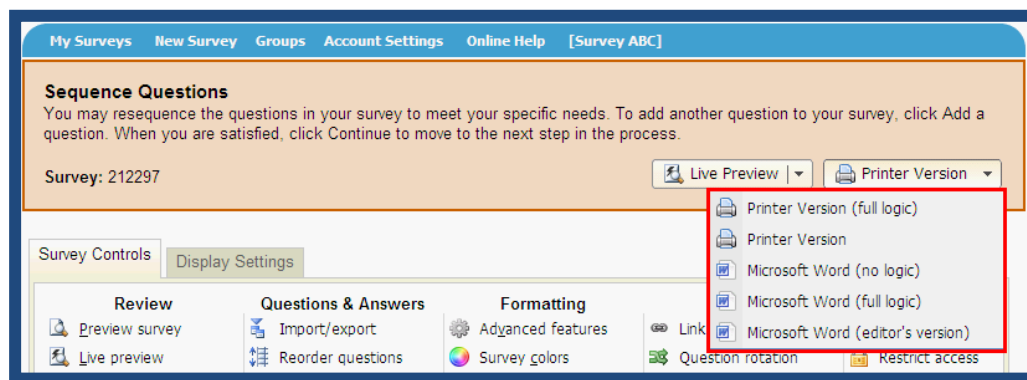 My Surveys New Survey Groups Account Settings Online Help [Survey ABC]
Sequence Questions
You may resequence the questions in your survey to meet your specific needs. To add another question to your survey, click Add a
question. When you are satisfied, click Continue to move to the next step in the process.
Survey: 212297
Live Preview Printer Version
Printer Version (full logic)
Printer Version
Microsoft Word (no logic)
Microsoft Word (full logic)
Microsoft Word (editor's version)
Survey Controls Display Settings
Review Questions & Answers Formatting
Preview survey Import/export Advanced features Link
Live preview Reorder questions Survey colors Question rotation Restrict access